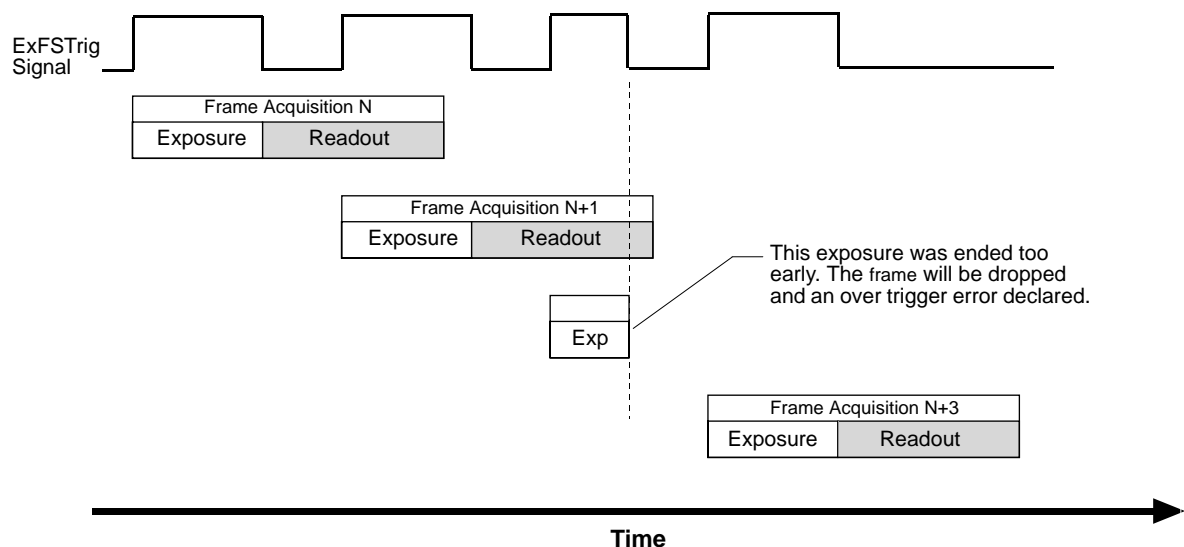 ExFSTrig
Signal
Frame Acquisition N
Exposure Readout
Frame Acquisition N+1
Exposure Readout
This exposure was ended too
early. The frame will be dropped
and an over trigger error declared.
Exp
Frame Acquisition N+3
Exposure Readout
Time